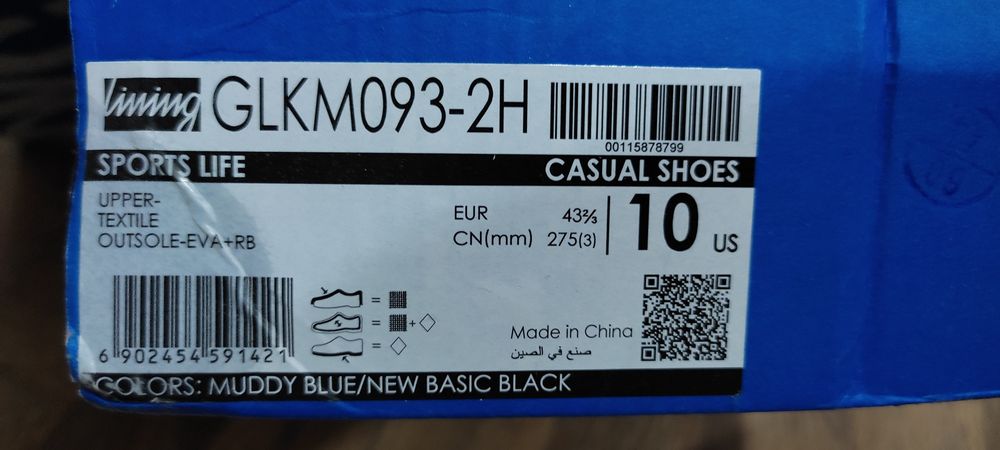 lining GLKM093-2H
00115878799
SPORTS LIFE CASUAL SHOES
UPPER-
TEXTILE
OUTSOLE-EVA+RB
EUR 43⅔
CN(mm) 275(3)
10 US
= +
=
=
6 902454 591421
Made in China
صنع في الصين
COLORS: MUDDY BLUE/NEW BASIC BLACK